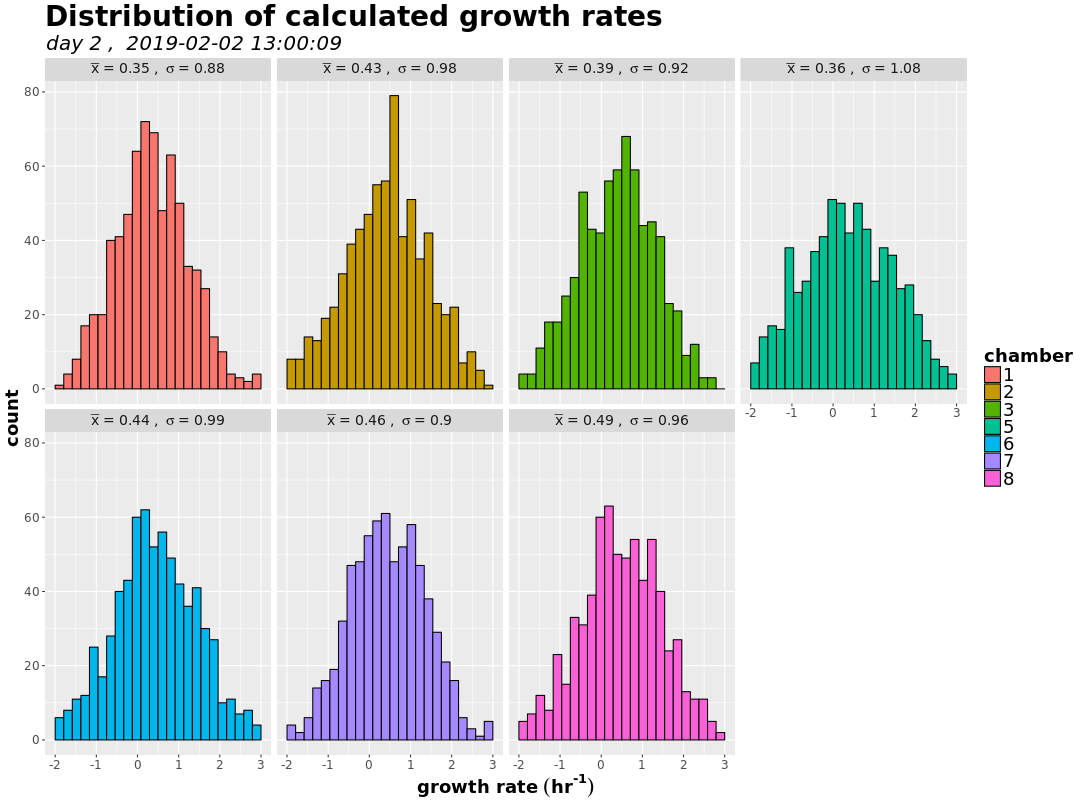 Distribution of calculated growth rates
day 2 ,  2019-02-02 13:00:09
x̅ = 0.35 ,  σ = 0.88
x̅ = 0.43 ,  σ = 0.98
x̅ = 0.39 ,  σ = 0.92
x̅ = 0.36 ,  σ = 1.08
80
60
40
20
0
-2 -1 0 1 2 3
x̅ = 0.44 ,  σ = 0.99
x̅ = 0.46 ,  σ = 0.9
x̅ = 0.49 ,  σ = 0.96
80
60
40
20
0
-2 -1 0 1 2 3
-2 -1 0 1 2 3
-2 -1 0 1 2 3
count
growth rate (hr⁻¹)
chamber
1
2
3
5
6
7
8